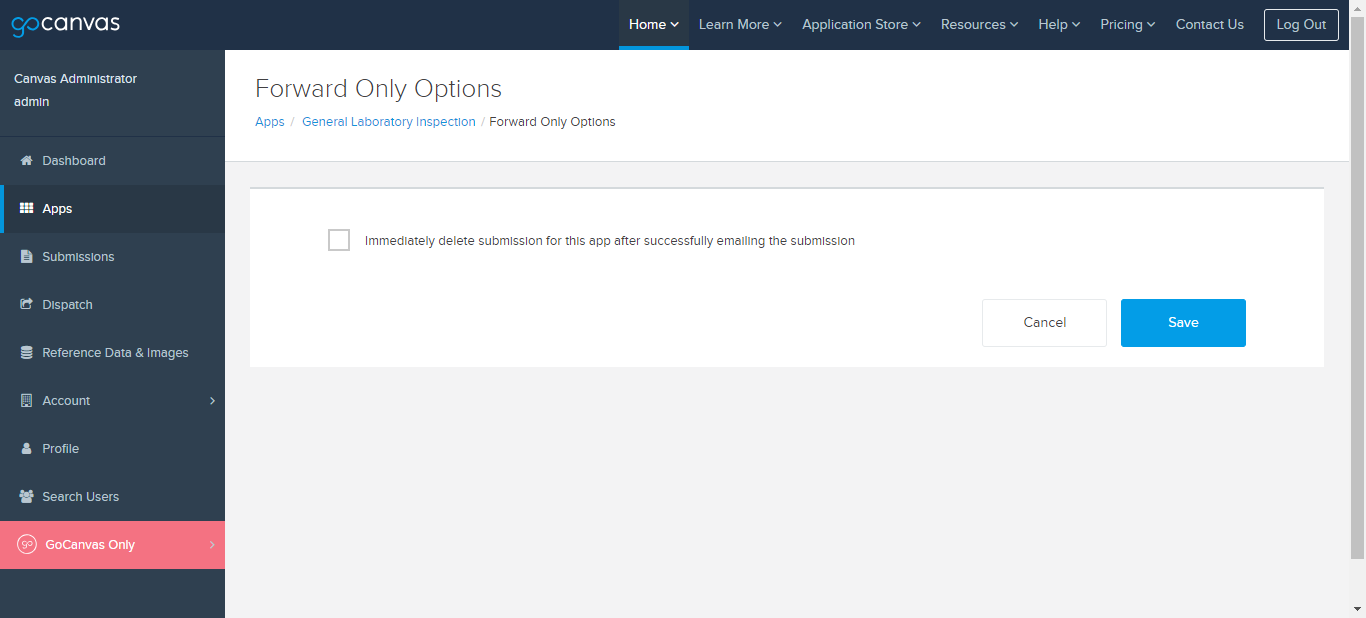 gocanvas
Home Learn More Application Store Resources Help Pricing Contact Us Log Out
Canvas Administrator
admin
Dashboard
Apps
Submissions
Dispatch
Reference Data & Images
Account
Profile
Search Users
go GoCanvas Only
Forward Only Options
Apps / General Laboratory Inspection / Forward Only Options
Immediately delete submission for this app after successfully emailing the submission
Cancel Save